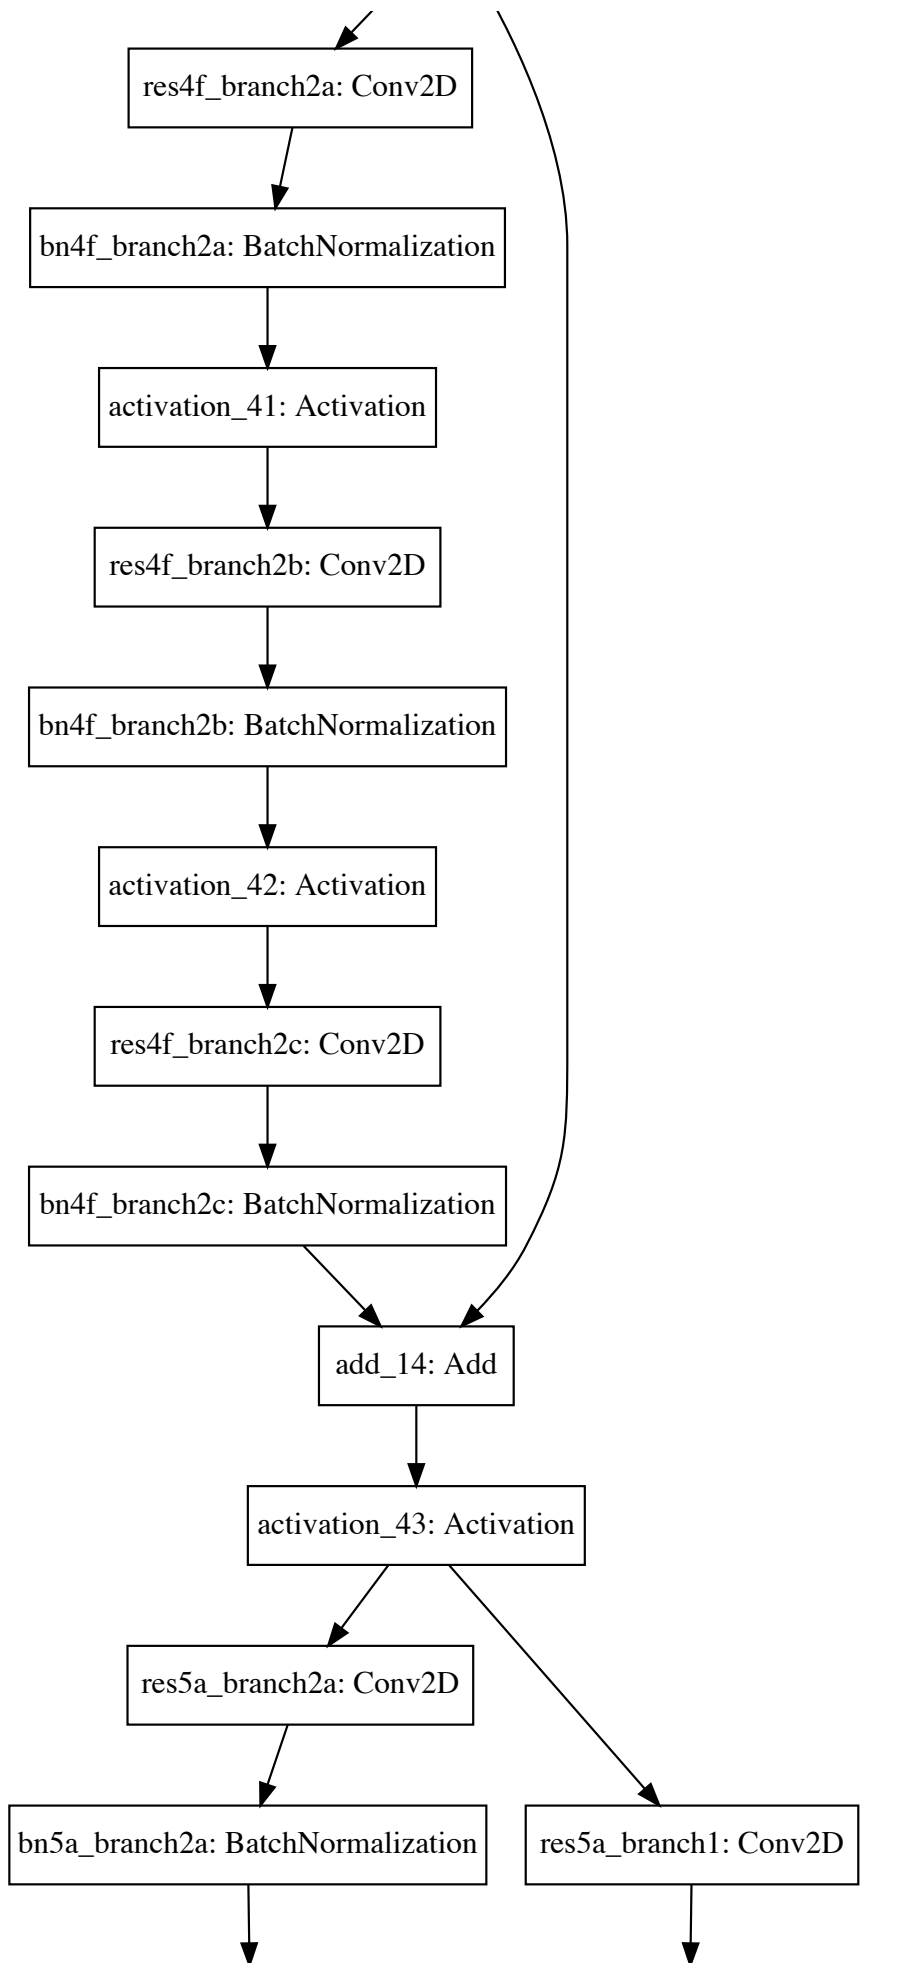 res4f_branch2a: Conv2D
bn4f_branch2a: BatchNormalization
activation_41: Activation
res4f_branch2b: Conv2D
bn4f_branch2b: BatchNormalization
activation_42: Activation
res4f_branch2c: Conv2D
bn4f_branch2c: BatchNormalization
add_14: Add
activation_43: Activation
res5a_branch2a: Conv2D
bn5a_branch2a: BatchNormalization
res5a_branch1: Conv2D